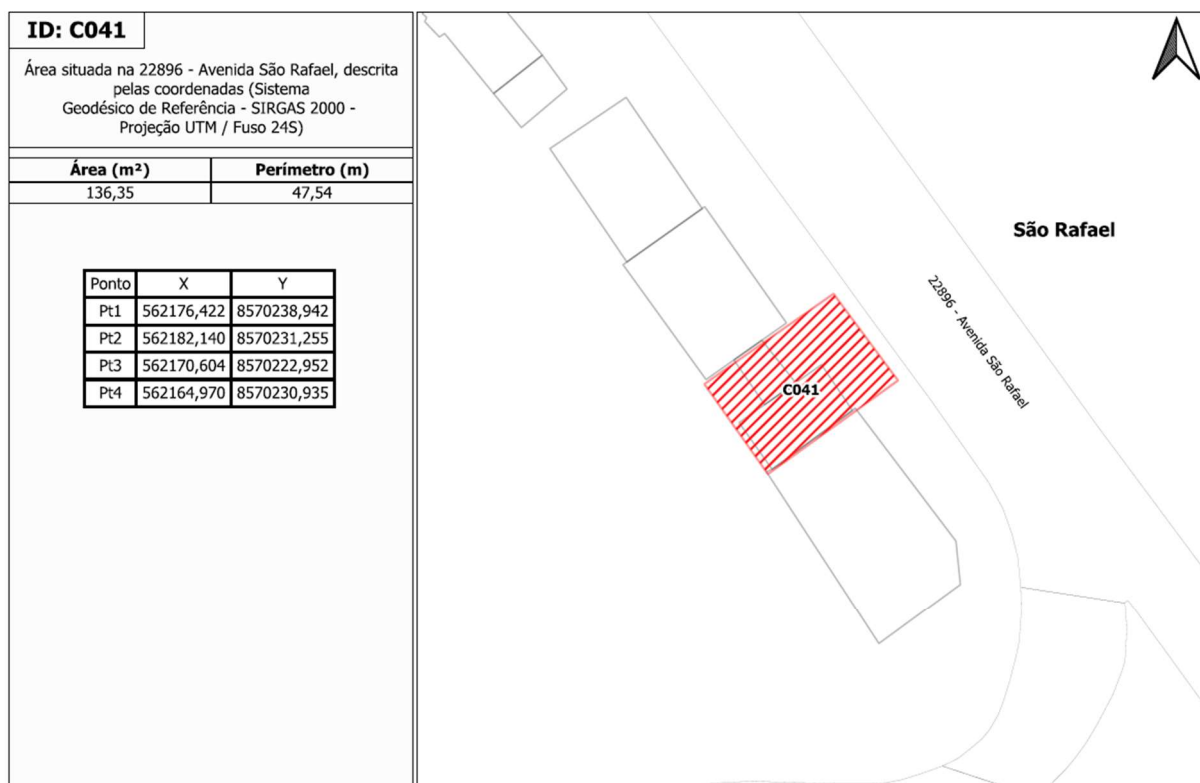 ID: C041
Área situada na 22896 - Avenida São Rafael, descrita
pelas coordenadas (Sistema
Geodésico de Referência - SIRGAS 2000 -
Projeção UTM / Fuso 24S)
Área (m²) Perímetro (m)
136,35 47,54
Ponto X Y
Pt1 562176,422 8570238,942
Pt2 562182,140 8570231,255
Pt3 562170,604 8570222,952
Pt4 562164,970 8570230,935
São Rafael
22896 - Avenida São Rafael
C041